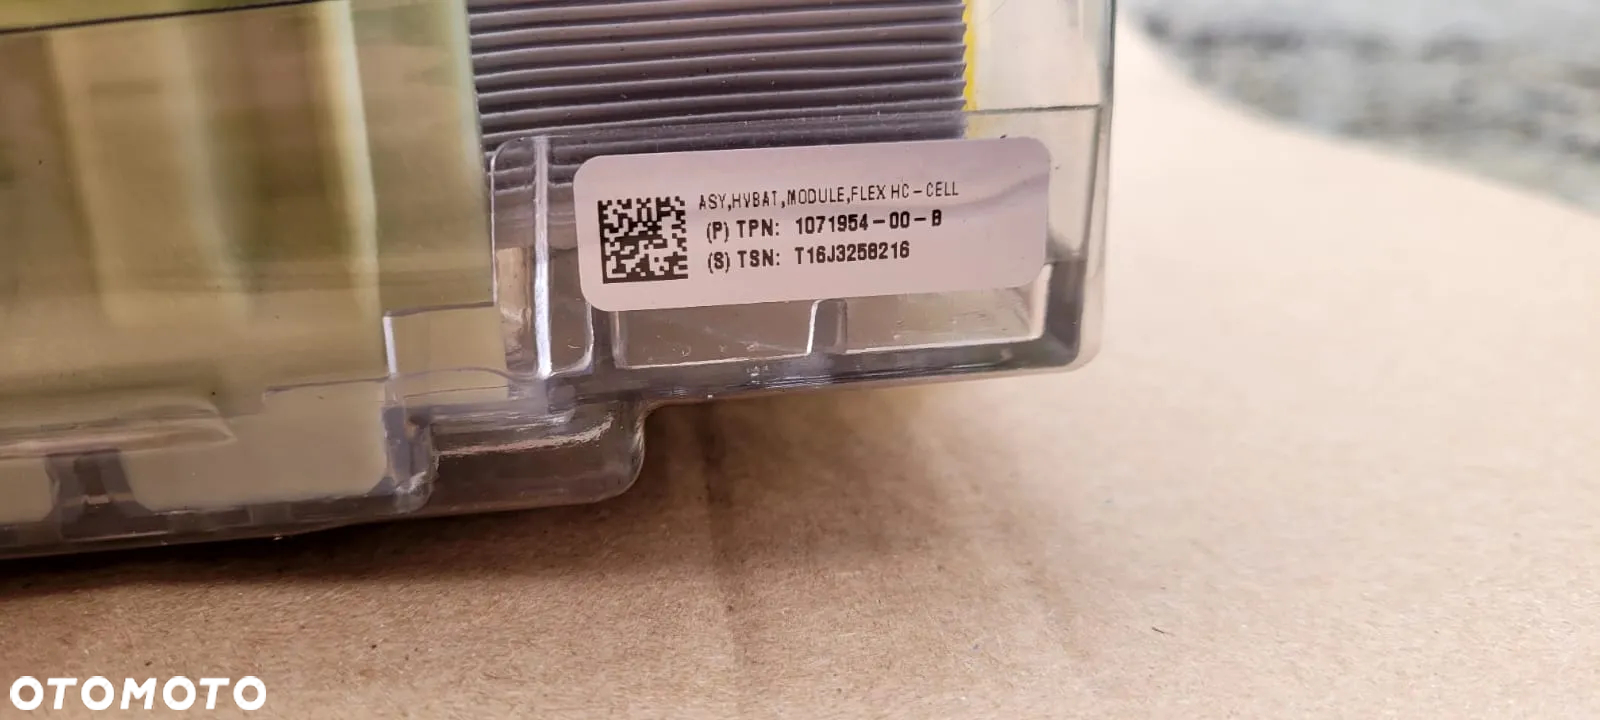 ASY,HVBAT,MODULE,FLEX HC-CELL
(P) TPN: 1071954-00-B
(S) TSN: T16J3258216
OTOMOTO